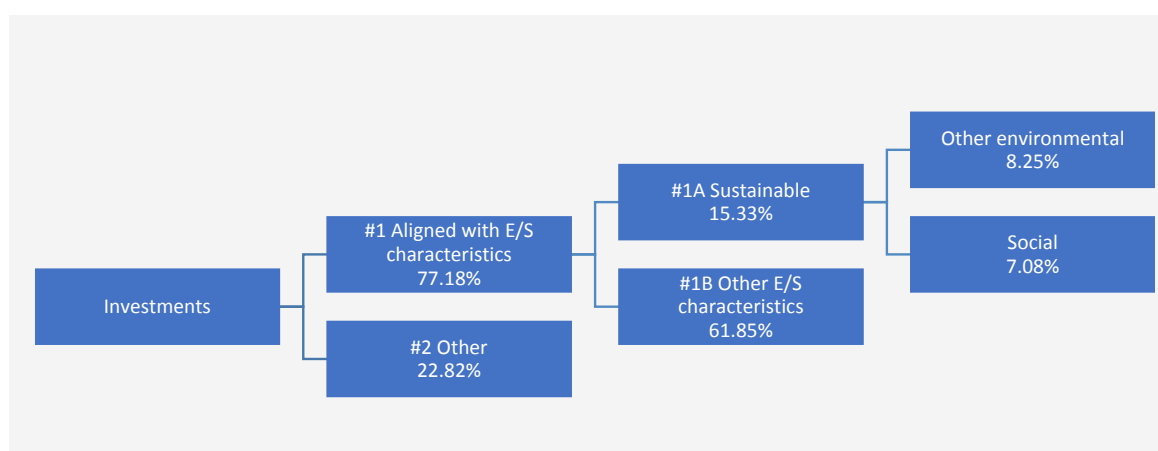 Investments
#1 Aligned with E/S
characteristics
77.18%
#2 Other
22.82%
#1A Sustainable
15.33%
#1B Other E/S
characteristics
61.85%
Other environmental
8.25%
Social
7.08%